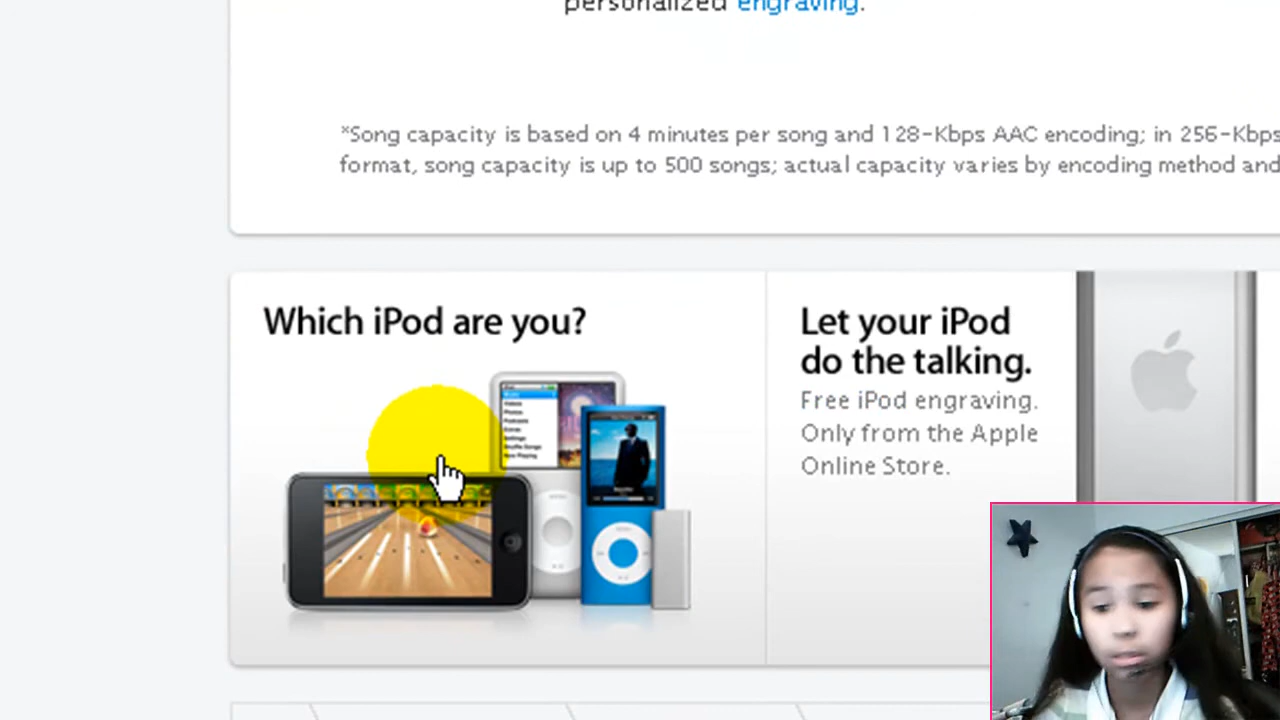 personalized engraving.
*Song capacity is based on 4 minutes per song and 128-Kbps AAC encoding; in 256-Kbps
format, song capacity is up to 500 songs; actual capacity varies by encoding method and
Which iPod are you?
Let your iPod
do the talking.
Free iPod engraving.
Only from the Apple
Online Store.